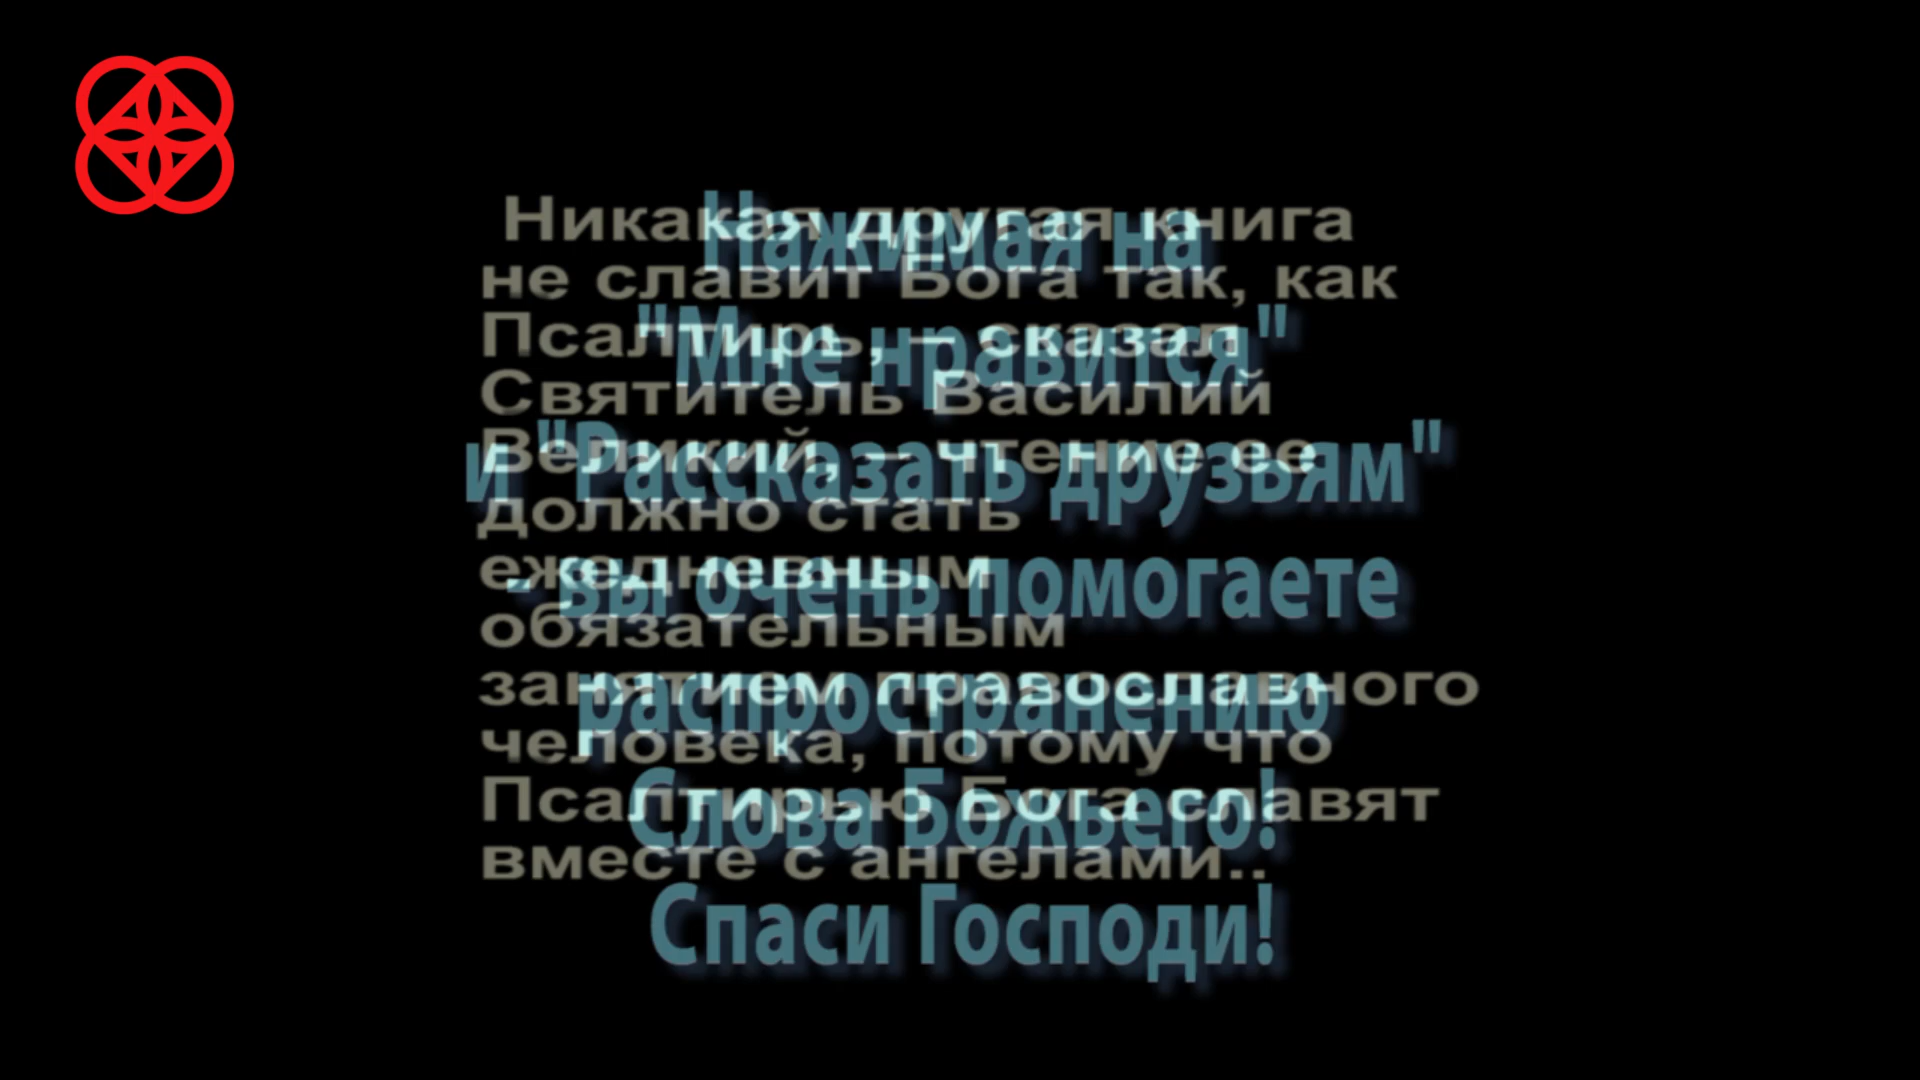 Никакая другая книга
не славит Бога так, как
Псалтирь, – сказал
Святитель Василий
Великий, – чтение ее
должно стать
ежедневным
обязательным
занятием православного
человека, потому что
Псалтирью Бога славят
вместе с ангелами..
Нажимая на
"Мне нравится"
и "Рассказать друзьям"
- вы очень помогаете
распространению
Слова Божьего!
Спаси Господи!